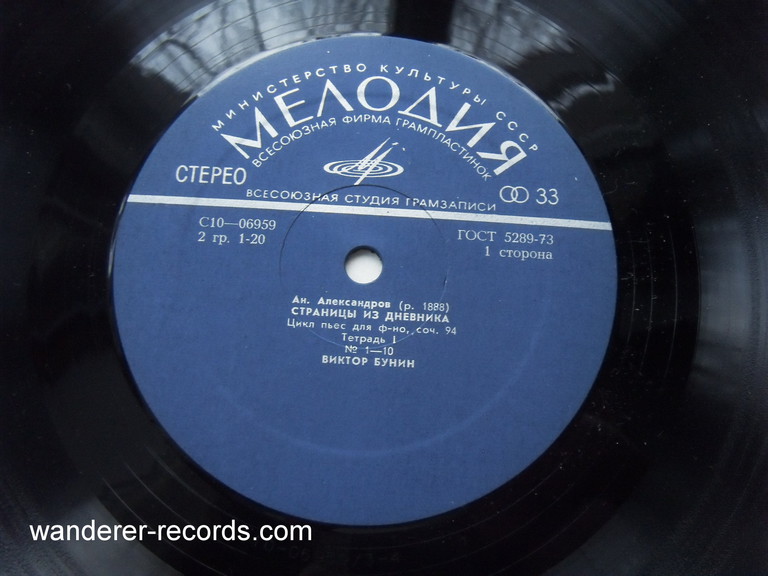 МИНИСТЕРСТВО КУЛЬТУРЫ СССР
МЕЛОДИЯ
ВСЕСОЮЗНАЯ ФИРМА ГРАМПЛАСТИНОК
СТЕРЕО
33
ВСЕСОЮЗНАЯ СТУДИЯ ГРАМЗАПИСИ
С10—06959
2 гр. 1-20
ГОСТ 5289-73
1 сторона
Ан. Александров (р. 1888)
СТРАНИЦЫ ИЗ ДНЕВНИКА
Цикл пьес для ф-но, соч. 94
Тетрадь I
№ 1—10
ВИКТОР БУНИН
wanderer-records.com